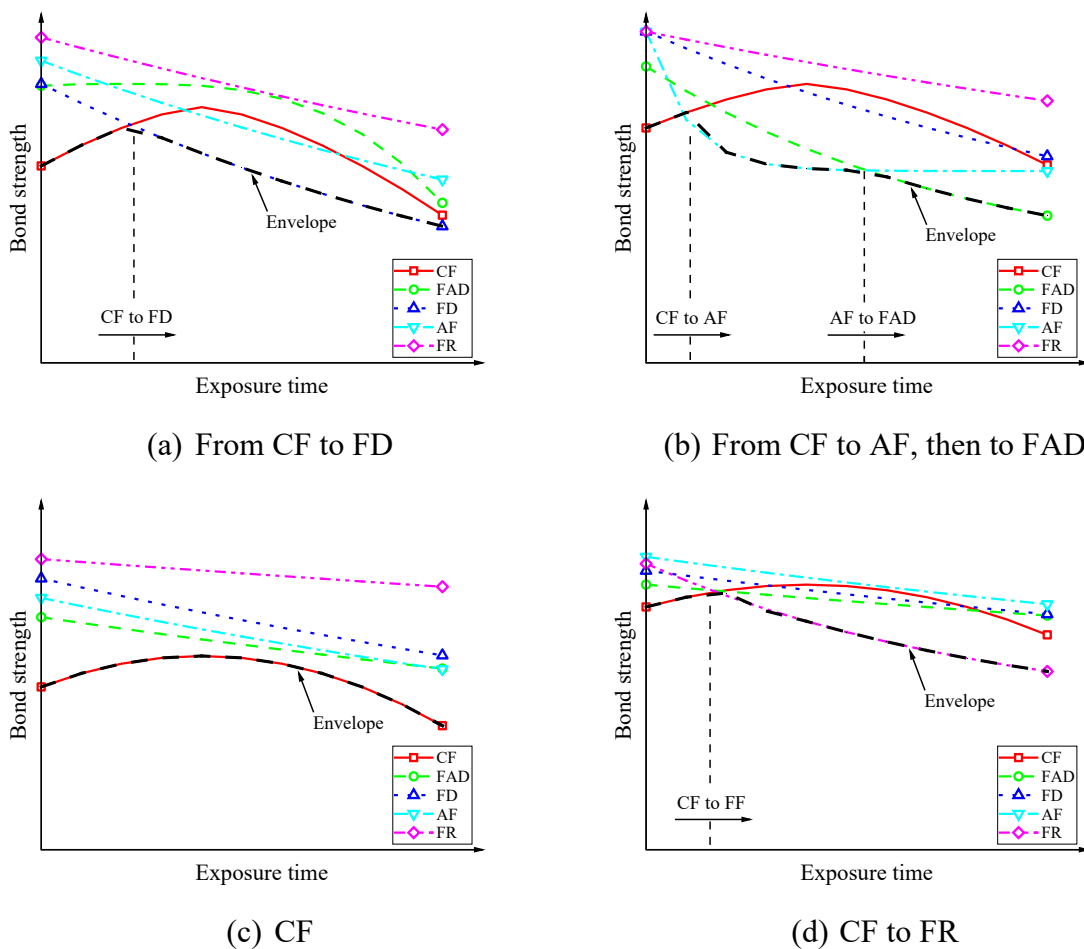 Bond strength
CF to FD
Envelope
CF
FAD
FD
AF
FR
Exposure time
(a) From CF to FD
Bond strength
CF to AF
AF to FAD
Envelope
CF
FAD
FD
AF
FR
Exposure time
(b) From CF to AF, then to FAD
Bond strength
Envelope
CF
FAD
FD
AF
FR
Exposure time
(c) CF
Bond strength
CF to FF
Envelope
CF
FAD
FD
AF
FR
Exposure time
(d) CF to FR